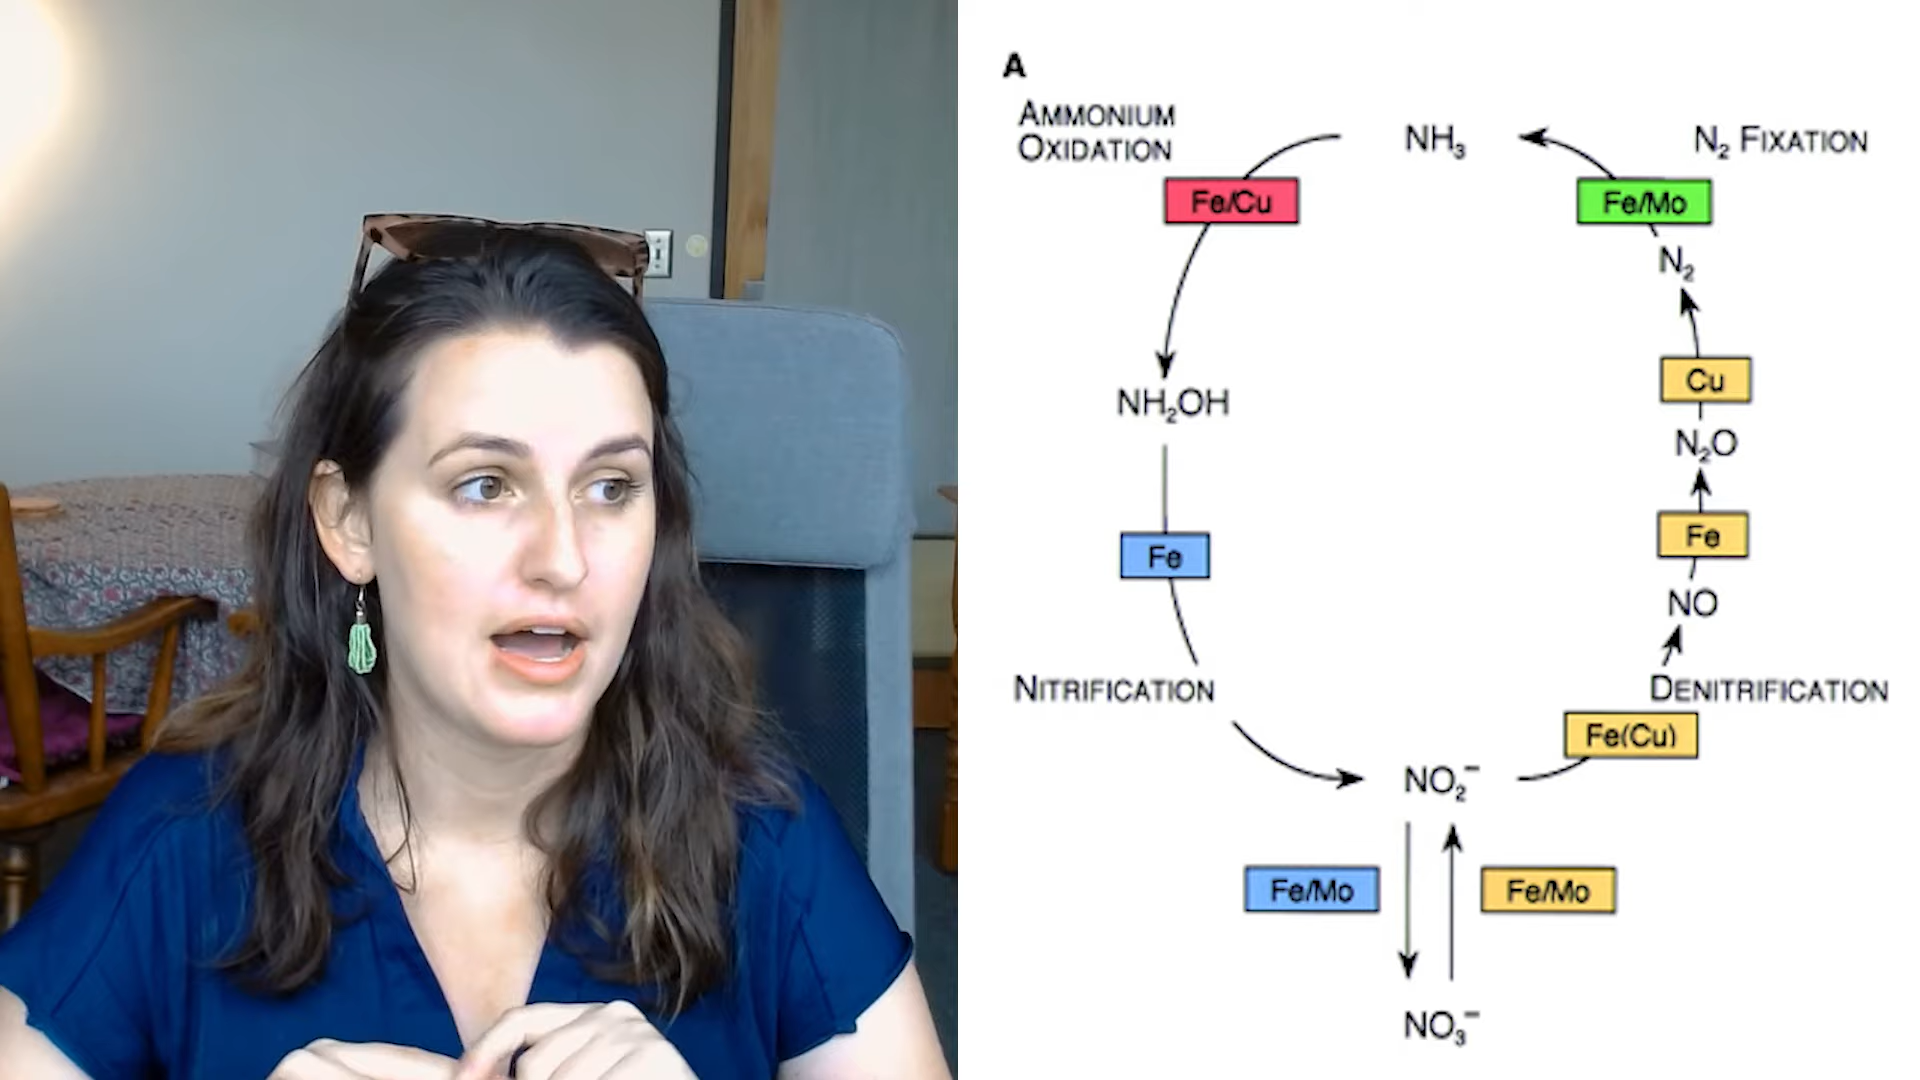 A
AMMONIUM
OXIDATION
NH₃
N₂ FIXATION
Fe/Cu
Fe/Mo
N₂
Cu
NH₂OH
N₂O
Fe
Fe
NO
NITRIFICATION
DENITRIFICATION
Fe(Cu)
NO₂⁻
Fe/Mo
Fe/Mo
NO₃⁻